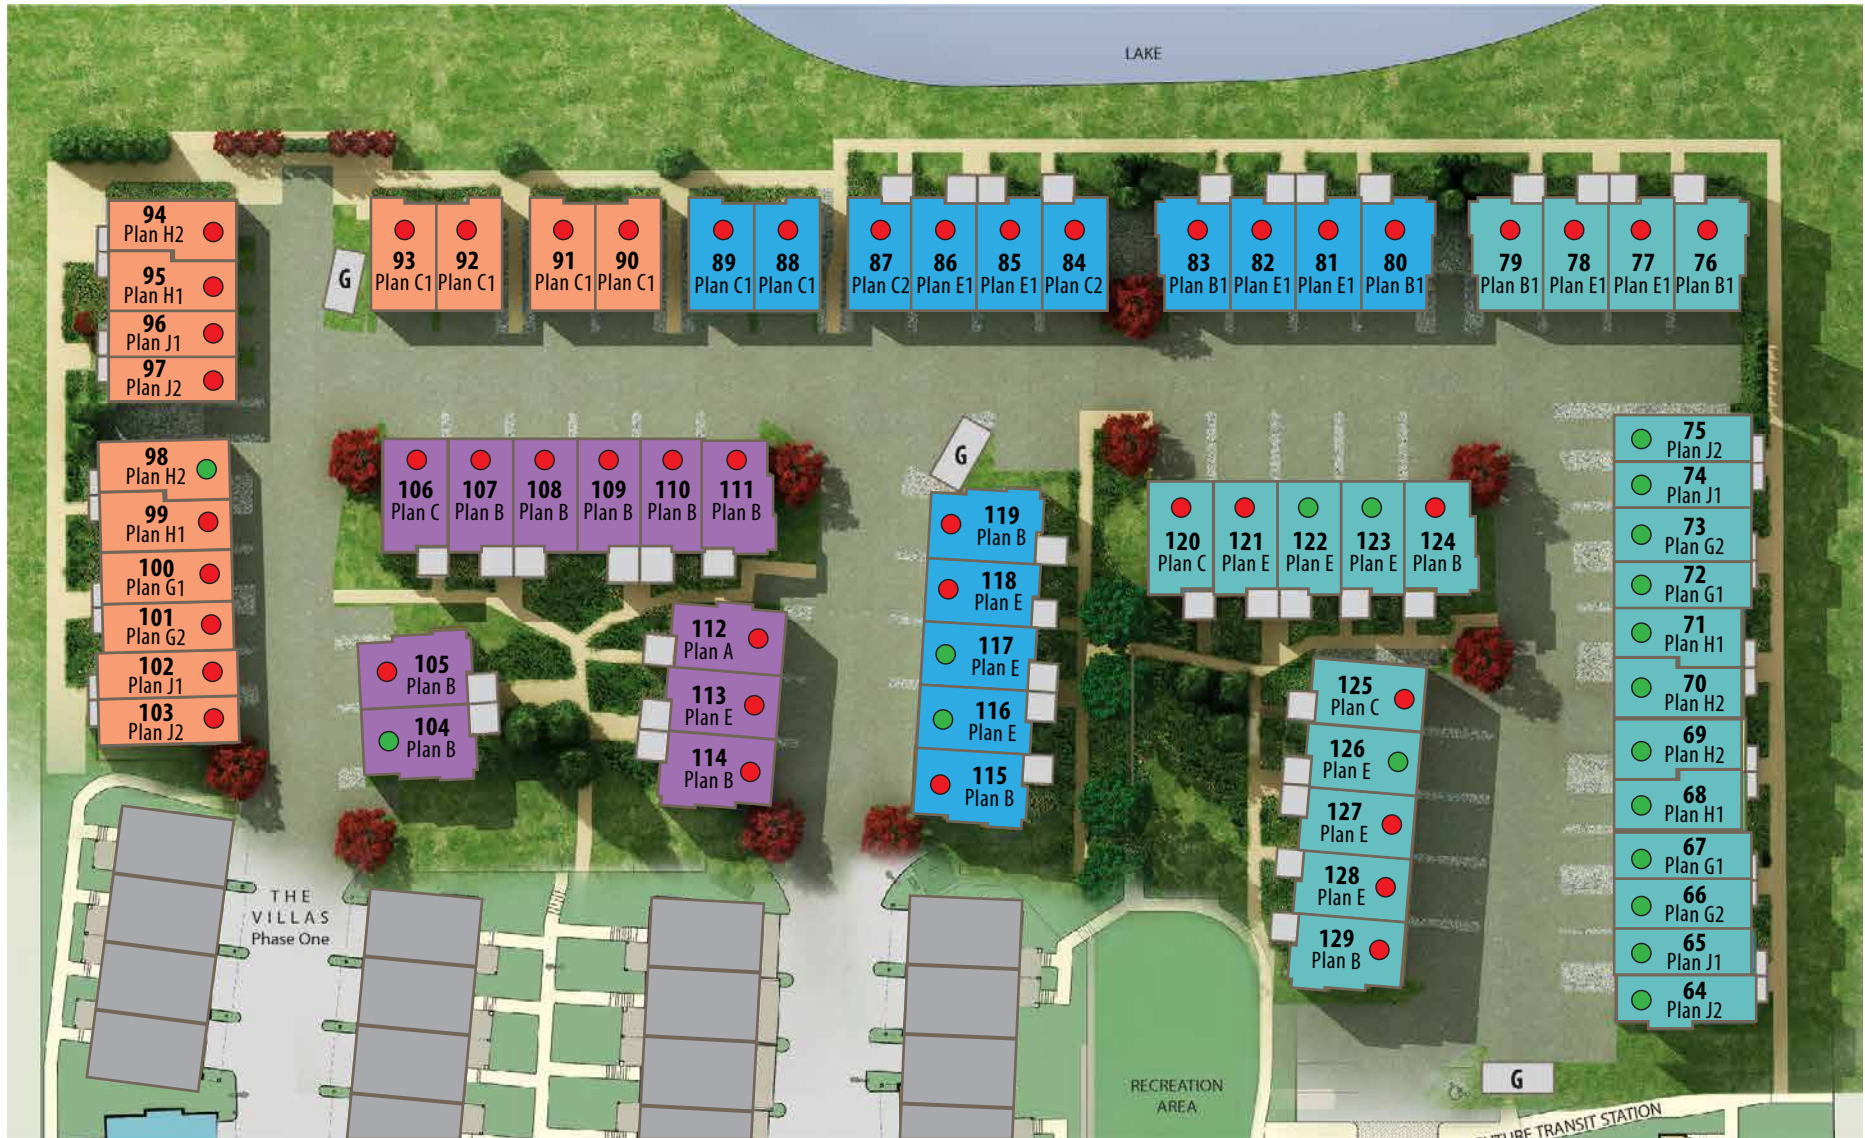 LAKE
94
Plan H2
95
Plan H1
96
Plan J1
97
Plan J2
G
93
Plan C1
92
Plan C1
91
Plan C1
90
Plan C1
89
Plan C1
88
Plan C1
87
Plan C2
86
Plan E1
85
Plan E1
84
Plan C2
83
Plan B1
82
Plan E1
81
Plan E1
80
Plan B1
79
Plan B1
78
Plan E1
77
Plan E1
76
Plan B1
98
Plan H2
99
Plan H1
100
Plan G1
101
Plan G2
102
Plan J1
103
Plan J2
106
Plan C
107
Plan B
108
Plan B
109
Plan B
110
Plan B
111
Plan B
105
Plan B
104
Plan B
112
Plan A
113
Plan E
114
Plan B
G
119
Plan B
118
Plan E
117
Plan E
116
Plan E
115
Plan B
120
Plan C
121
Plan E
122
Plan E
123
Plan E
124
Plan B
125
Plan C
126
Plan E
127
Plan E
128
Plan E
129
Plan B
75
Plan J2
74
Plan J1
73
Plan G2
72
Plan G1
71
Plan H1
70
Plan H2
69
Plan H2
68
Plan H1
67
Plan G1
66
Plan G2
65
Plan J1
64
Plan J2
THE
VILLAS
Phase One
RECREATION
AREA
G
TRANSIT STATION